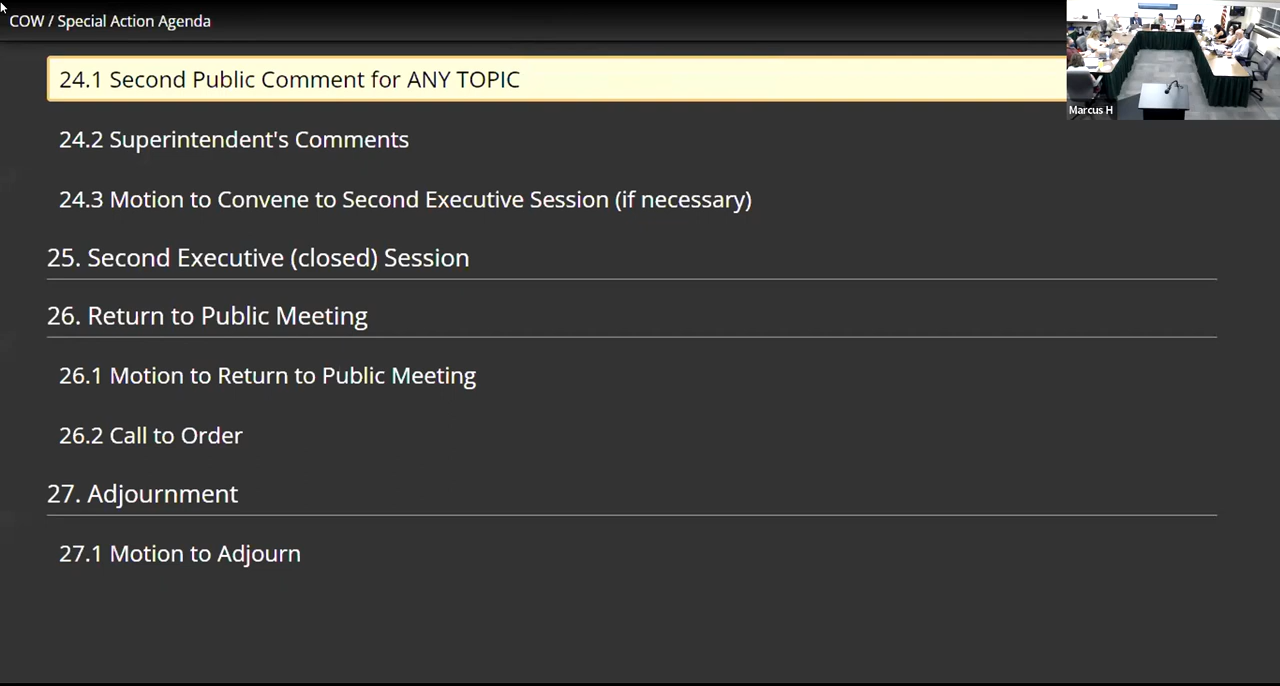 COW / Special Action Agenda
24.1 Second Public Comment for ANY TOPIC
Marcus H
24.2 Superintendent's Comments
24.3 Motion to Convene to Second Executive Session (if necessary)
25. Second Executive (closed) Session
26. Return to Public Meeting
26.1 Motion to Return to Public Meeting
26.2 Call to Order
27. Adjournment
27.1 Motion to Adjourn